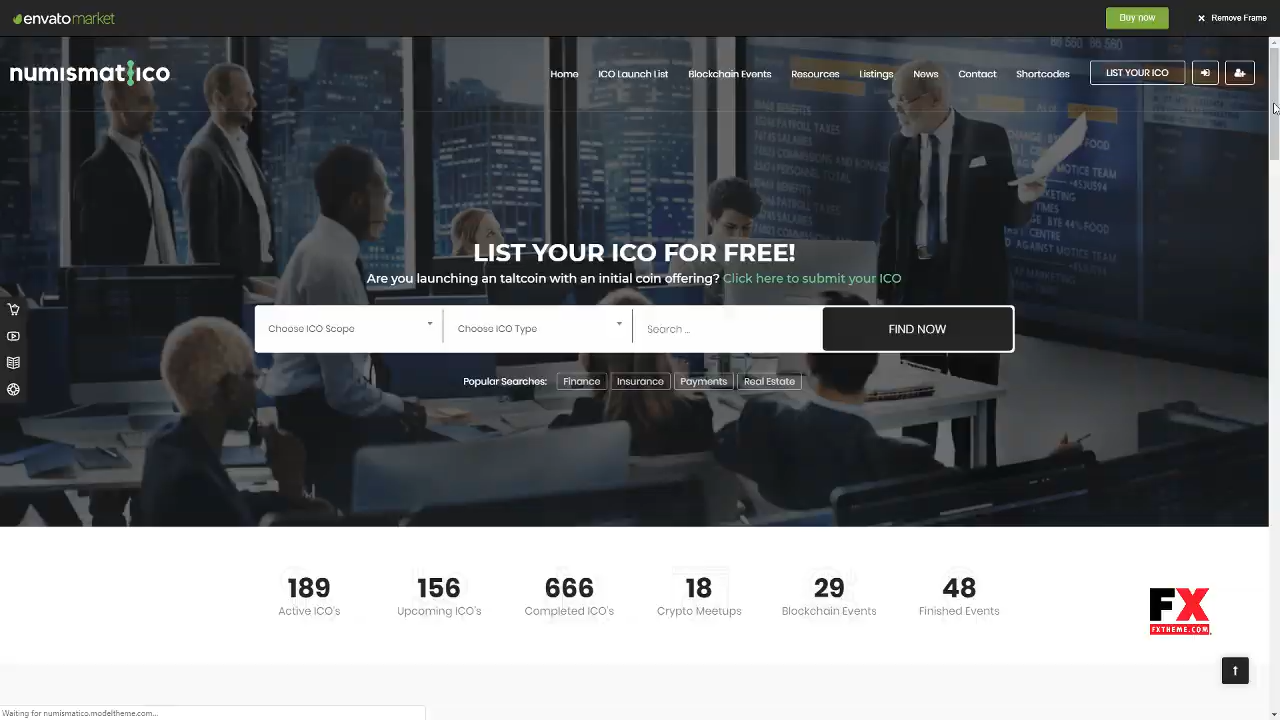 envatomarket
Buy now
× Remove Frame
numismatico
Home
ICO Launch List
Blockchain Events
Resources
Listings
News
Contact
Shortcodes
LIST YOUR ICO
LIST YOUR ICO FOR FREE!
Are you launching an taltcoin with an initial coin offering? Click here to submit your ICO
Choose ICO Scope
Choose ICO Type
Search ...
FIND NOW
Popular Searches:
Finance
Insurance
Payments
Real Estate
189
Active ICO's
156
Upcoming ICO's
666
Completed ICO's
18
Crypto Meetups
29
Blockchain Events
48
Finished Events
FX
FXTHEME.COM
Waiting for numismatico.modeltheme.com...